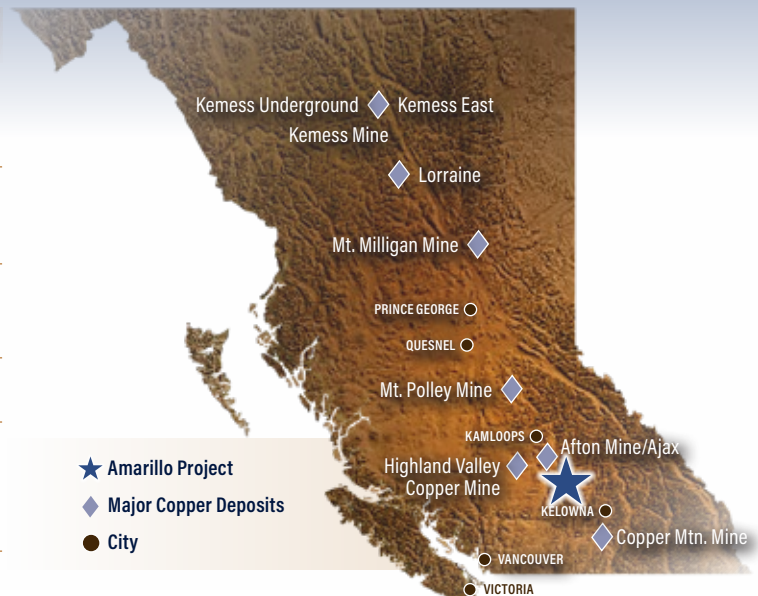 Kemess Underground
Kemess East
Kemess Mine
Lorraine
Mt. Milligan Mine
PRINCE GEORGE
QUESNEL
Mt. Polley Mine
KAMLOOPS
Afton Mine/Ajax
Highland Valley
Copper Mine
KELOWNA
Copper Mtn. Mine
VANCOUVER
VICTORIA
Amarillo Project
Major Copper Deposits
City